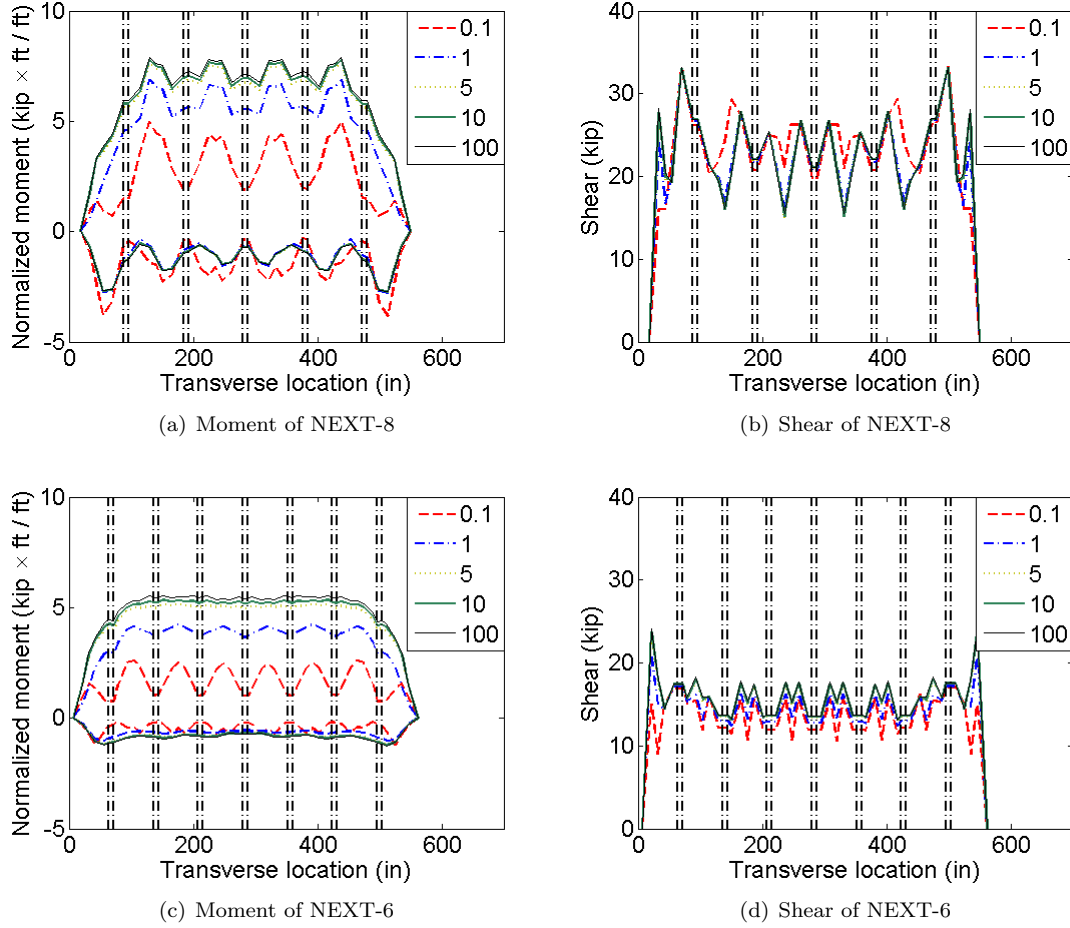 10
5
0
-5
Normalized moment (kip × ft / ft)
0 200 400 600
Transverse location (in)
0.1
1
5
10
100
(a) Moment of NEXT-8
40
30
20
10
0
Shear (kip)
0 200 400 600
Transverse location (in)
0.1
1
5
10
100
(b) Shear of NEXT-8
10
5
0
-5
Normalized moment (kip × ft / ft)
0 200 400 600
Transverse location (in)
0.1
1
5
10
100
(c) Moment of NEXT-6
40
30
20
10
0
Shear (kip)
0 200 400 600
Transverse location (in)
0.1
1
5
10
100
(d) Shear of NEXT-6